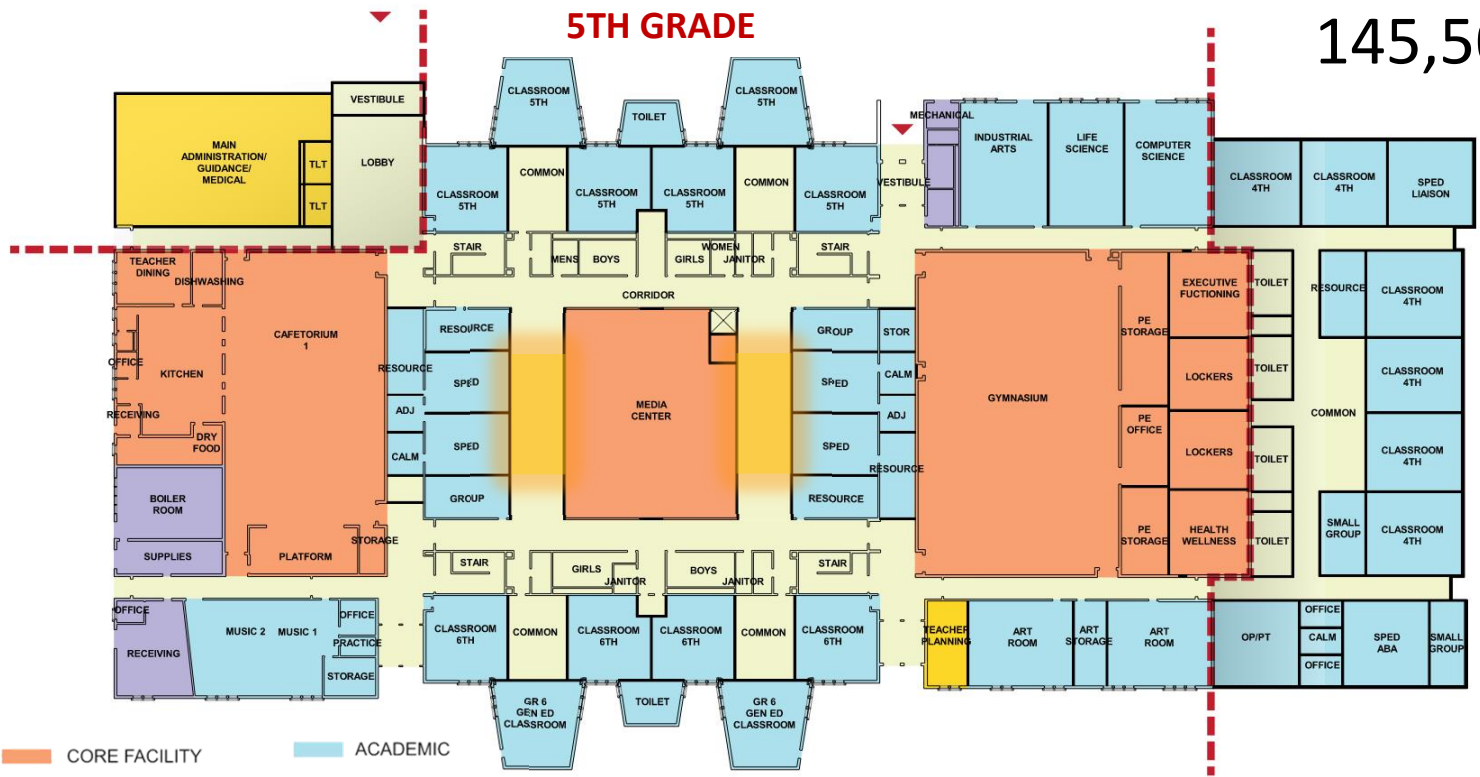 5TH GRADE
145,50
VESTIBULE
MAIN
ADMINISTRATION/
GUIDANCE/
MEDICAL
TLT
TLT
LOBBY
CLASSROOM
5TH
TOILET
CLASSROOM
5TH
COMMON
COMMON
CLASSROOM
5TH
CLASSROOM
5TH
CLASSROOM
5TH
CLASSROOM
5TH
VESTIBULE
MECHANICAL
INDUSTRIAL
ARTS
LIFE
SCIENCE
COMPUTER
SCIENCE
CLASSROOM
4TH
CLASSROOM
4TH
SPED
LIAISON
STAIR
MENS
BOYS
GIRLS
WOMEN
JANITOR
STAIR
CORRIDOR
TEACHER
DINING
DISHWASHING
CAFETORIUM
1
OFFICE
KITCHEN
RECEIVING
DRY
FOOD
BOILER
ROOM
SUPPLIES
PLATFORM
STORAGE
RESOURCE
ADJ
CALM
RESOURCE
SPED
SPED
GROUP
MEDIA
CENTER
GROUP
SPED
SPED
RESOURCE
STOR
CALM
ADJ
RESOURCE
GYMNASIUM
PE
STORAGE
PE
OFFICE
PE
STORAGE
EXECUTIVE
FUCTIONING
LOCKERS
LOCKERS
HEALTH
WELLNESS
TOILET
TOILET
TOILET
TOILET
RESOURCE
COMMON
SMALL
GROUP
CLASSROOM
4TH
CLASSROOM
4TH
CLASSROOM
4TH
CLASSROOM
4TH
STAIR
GIRLS
JANITOR
BOYS
JANITOR
STAIR
OFFICE
RECEIVING
MUSIC 2
MUSIC 1
OFFICE
PRACTICE
STORAGE
CLASSROOM
6TH
COMMON
CLASSROOM
6TH
CLASSROOM
6TH
COMMON
CLASSROOM
6TH
GR 6
GEN ED
CLASSROOM
TOILET
GR 6
GEN ED
CLASSROOM
TEACHER
PLANNING
ART
ROOM
ART
STORAGE
ART
ROOM
OP/PT
OFFICE
CALM
OFFICE
SPED
ABA
SMALL
GROUP
CORE FACILITY
ACADEMIC